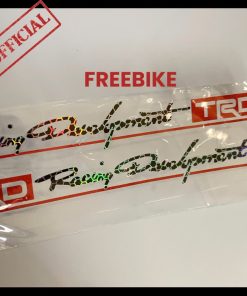 OFFICIAL
FREEBIKE
Racing Development TRD
TRD Racing Development